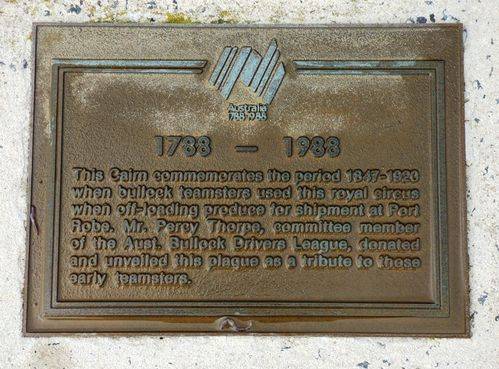 Australia
1788-1988
1788 — 1988
This Cairn commemorates the period 1847-1920
when bullock teamsters used this royal circus
when off-loading produce for shipment at Port
Robe. Mr. Percy Thorpe, committee member
of the Aust. Bullock Drivers League, donated
and unveiled this plaque as a tribute to those
early teamsters.